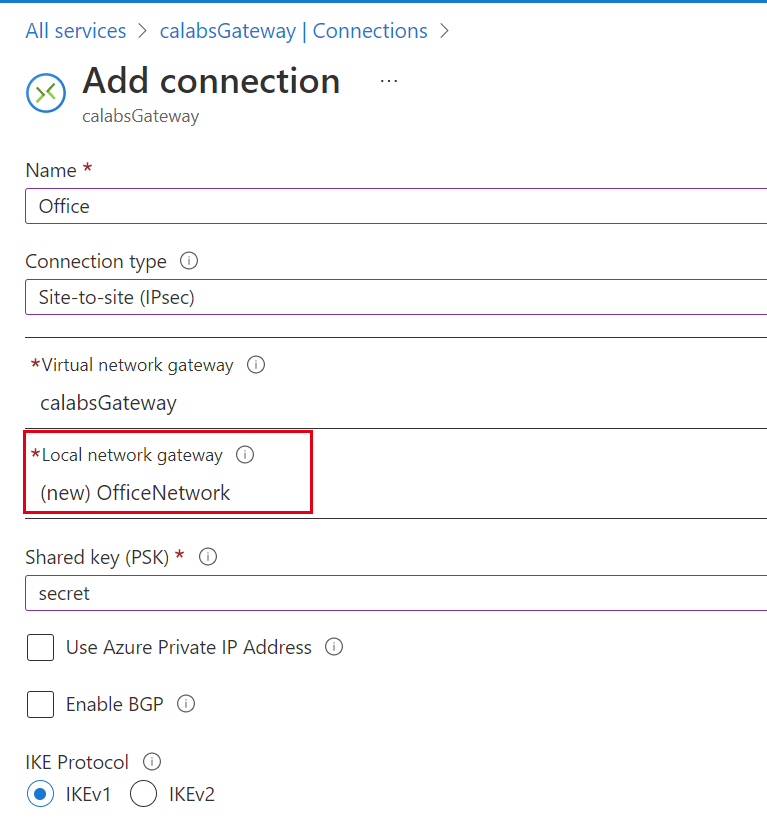 All services > calabsGateway | Connections >
Add connection ...
calabsGateway
Name *
Office
Connection type
Site-to-site (IPsec)
*Virtual network gateway
calabsGateway
*Local network gateway
(new) OfficeNetwork
Shared key (PSK) *
secret
Use Azure Private IP Address
Enable BGP
IKE Protocol
IKEv1 IKEv2